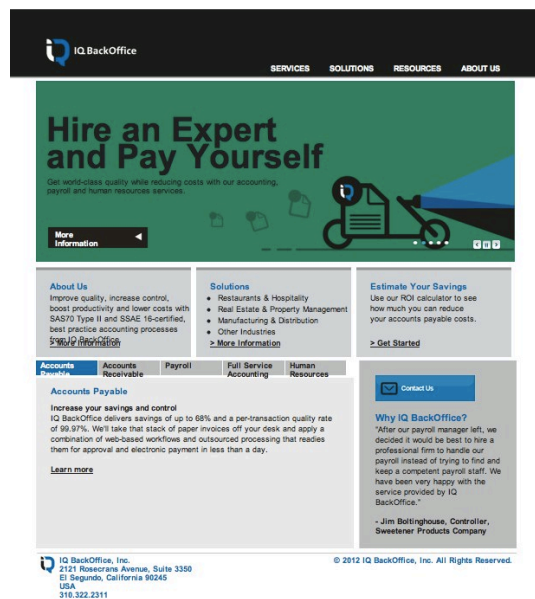 IQ BackOffice
SERVICES SOLUTIONS RESOURCES ABOUT US
Hire an Expert
and Pay Yourself
Get world-class quality while reducing costs with our accounting,
payroll and human resources services.
More
Information
About Us
Improve quality, increase control,
boost productivity and lower costs with
SAS70 Type II and SSAE 16-certified,
best practice accounting processes
from IQ BackOffice.
> More Information
Solutions
• Restaurants & Hospitality
• Real Estate & Property Management
• Manufacturing & Distribution
• Other Industries
> More Information
Estimate Your Savings
Use our ROI calculator to see
how much you can reduce
your accounts payable costs.
> Get Started
Accounts
Payable
Accounts
Receivable
Payroll
Full Service
Accounting
Human
Resources
Accounts Payable
Increase your savings and control
IQ BackOffice delivers savings of up to 68% and a per-transaction quality rate
of 99.97%. We'll take that stack of paper invoices off your desk and apply a
combination of web-based workflows and outsourced processing that readies
them for approval and electronic payment in less than a day.
Learn more
Contact Us
Why IQ BackOffice?
"After our payroll manager left, we
decided it would be best to hire a
professional firm to handle our
payroll instead of trying to find and
keep a competent payroll staff. We
have been very happy with the
service provided by IQ
BackOffice."
- Jim Boltinghouse, Controller,
Sweetener Products Company
IQ BackOffice, Inc.
2121 Rosecrans Avenue, Suite 3350
El Segundo, California 90245
USA
310.322.2311
© 2012 IQ BackOffice, Inc. All Rights Reserved.